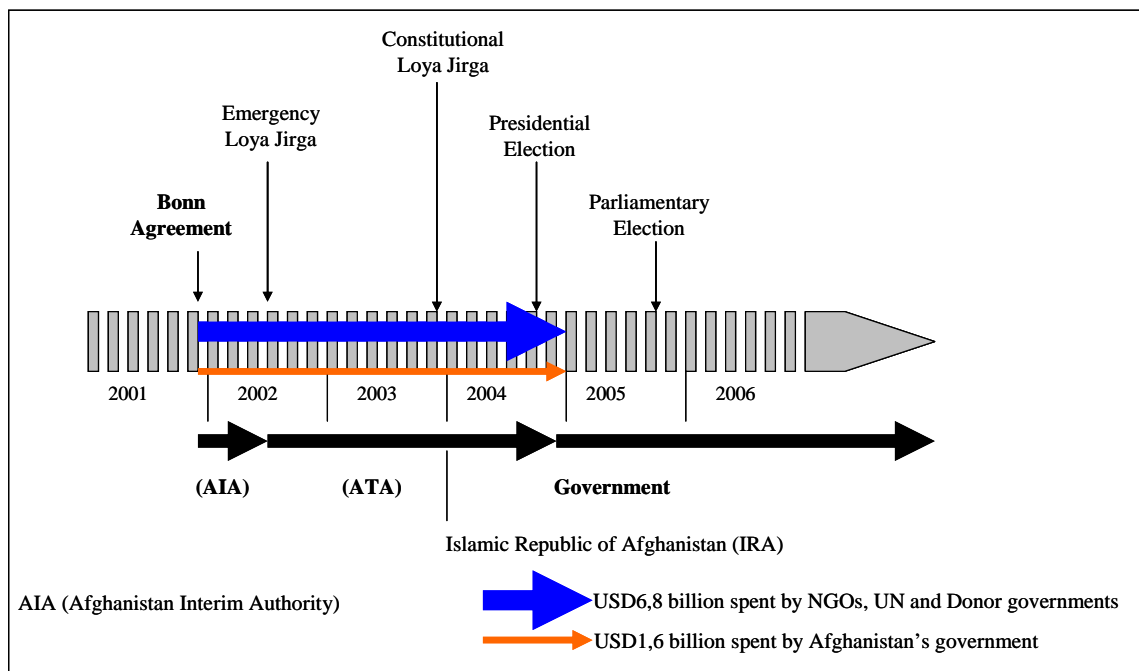 Constitutional
Loya Jirga
Emergency
Loya Jirga
Presidential
Election
Bonn
Agreement
Parliamentary
Election
2001
2002
2003
2004
2005
2006
(AIA)
(ATA)
Government
Islamic Republic of Afghanistan (IRA)
AIA (Afghanistan Interim Authority)
USD6,8 billion spent by NGOs, UN and Donor governments
USD1,6 billion spent by Afghanistan’s government